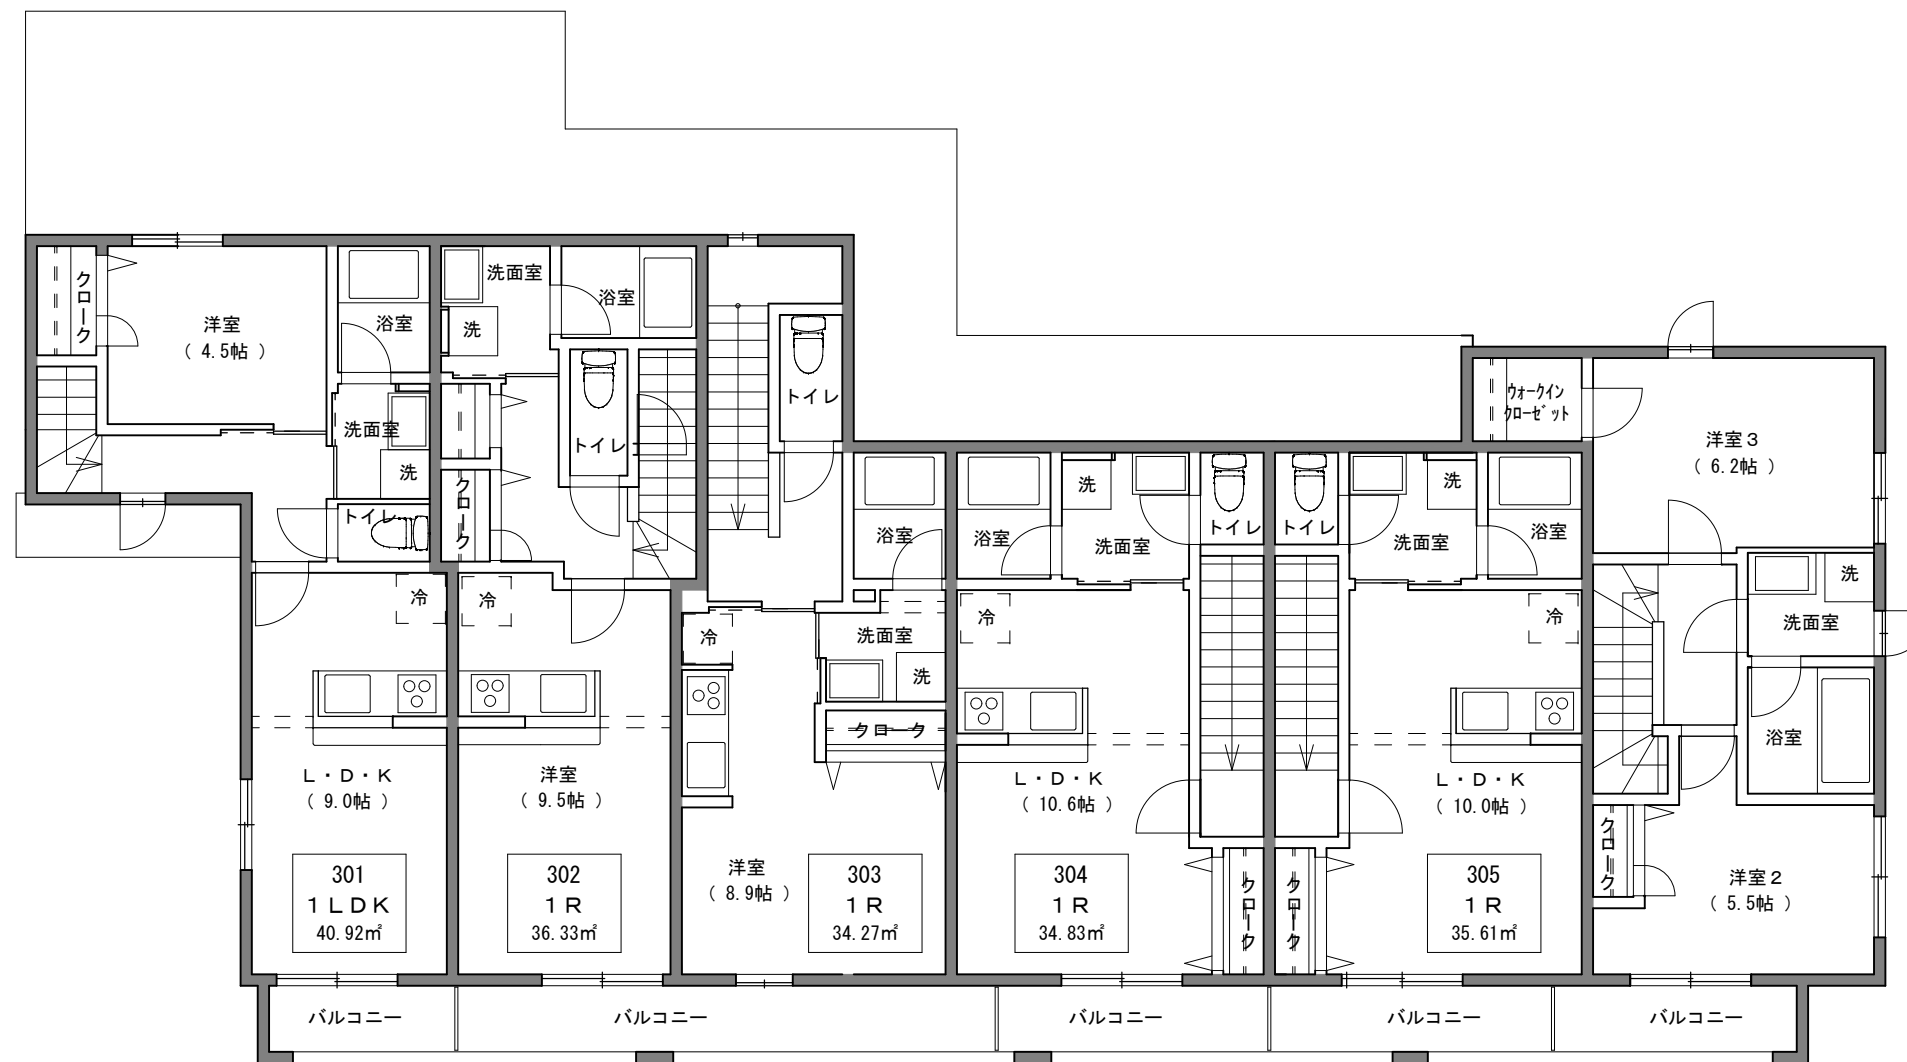 クローク
洋室
( 4.5帖 )
浴室
洗面室
洗
トイレ
冷
L・D・K
( 9.0帖 )
301
1LDK
40.92㎡
バルコニー
洗面室
浴室
洗
トイレ
クローク
冷
洋室
( 9.5帖 )
302
1R
36.33㎡
バルコニー
トイレ
浴室
洗面室
洗
冷
クローク
洋室
( 8.9帖 )
303
1R
34.27㎡
浴室
洗
洗面室
トイレ
冷
L・D・K
( 10.6帖 )
304
1R
34.83㎡
クローク
バルコニー
トイレ
洗面室
洗
浴室
冷
L・D・K
( 10.0帖 )
305
1R
35.61㎡
クローク
バルコニー
ウォークイン
クローゼット
洋室3
( 6.2帖 )
洗
洗面室
浴室
クローク
洋室2
( 5.5帖 )
バルコニー